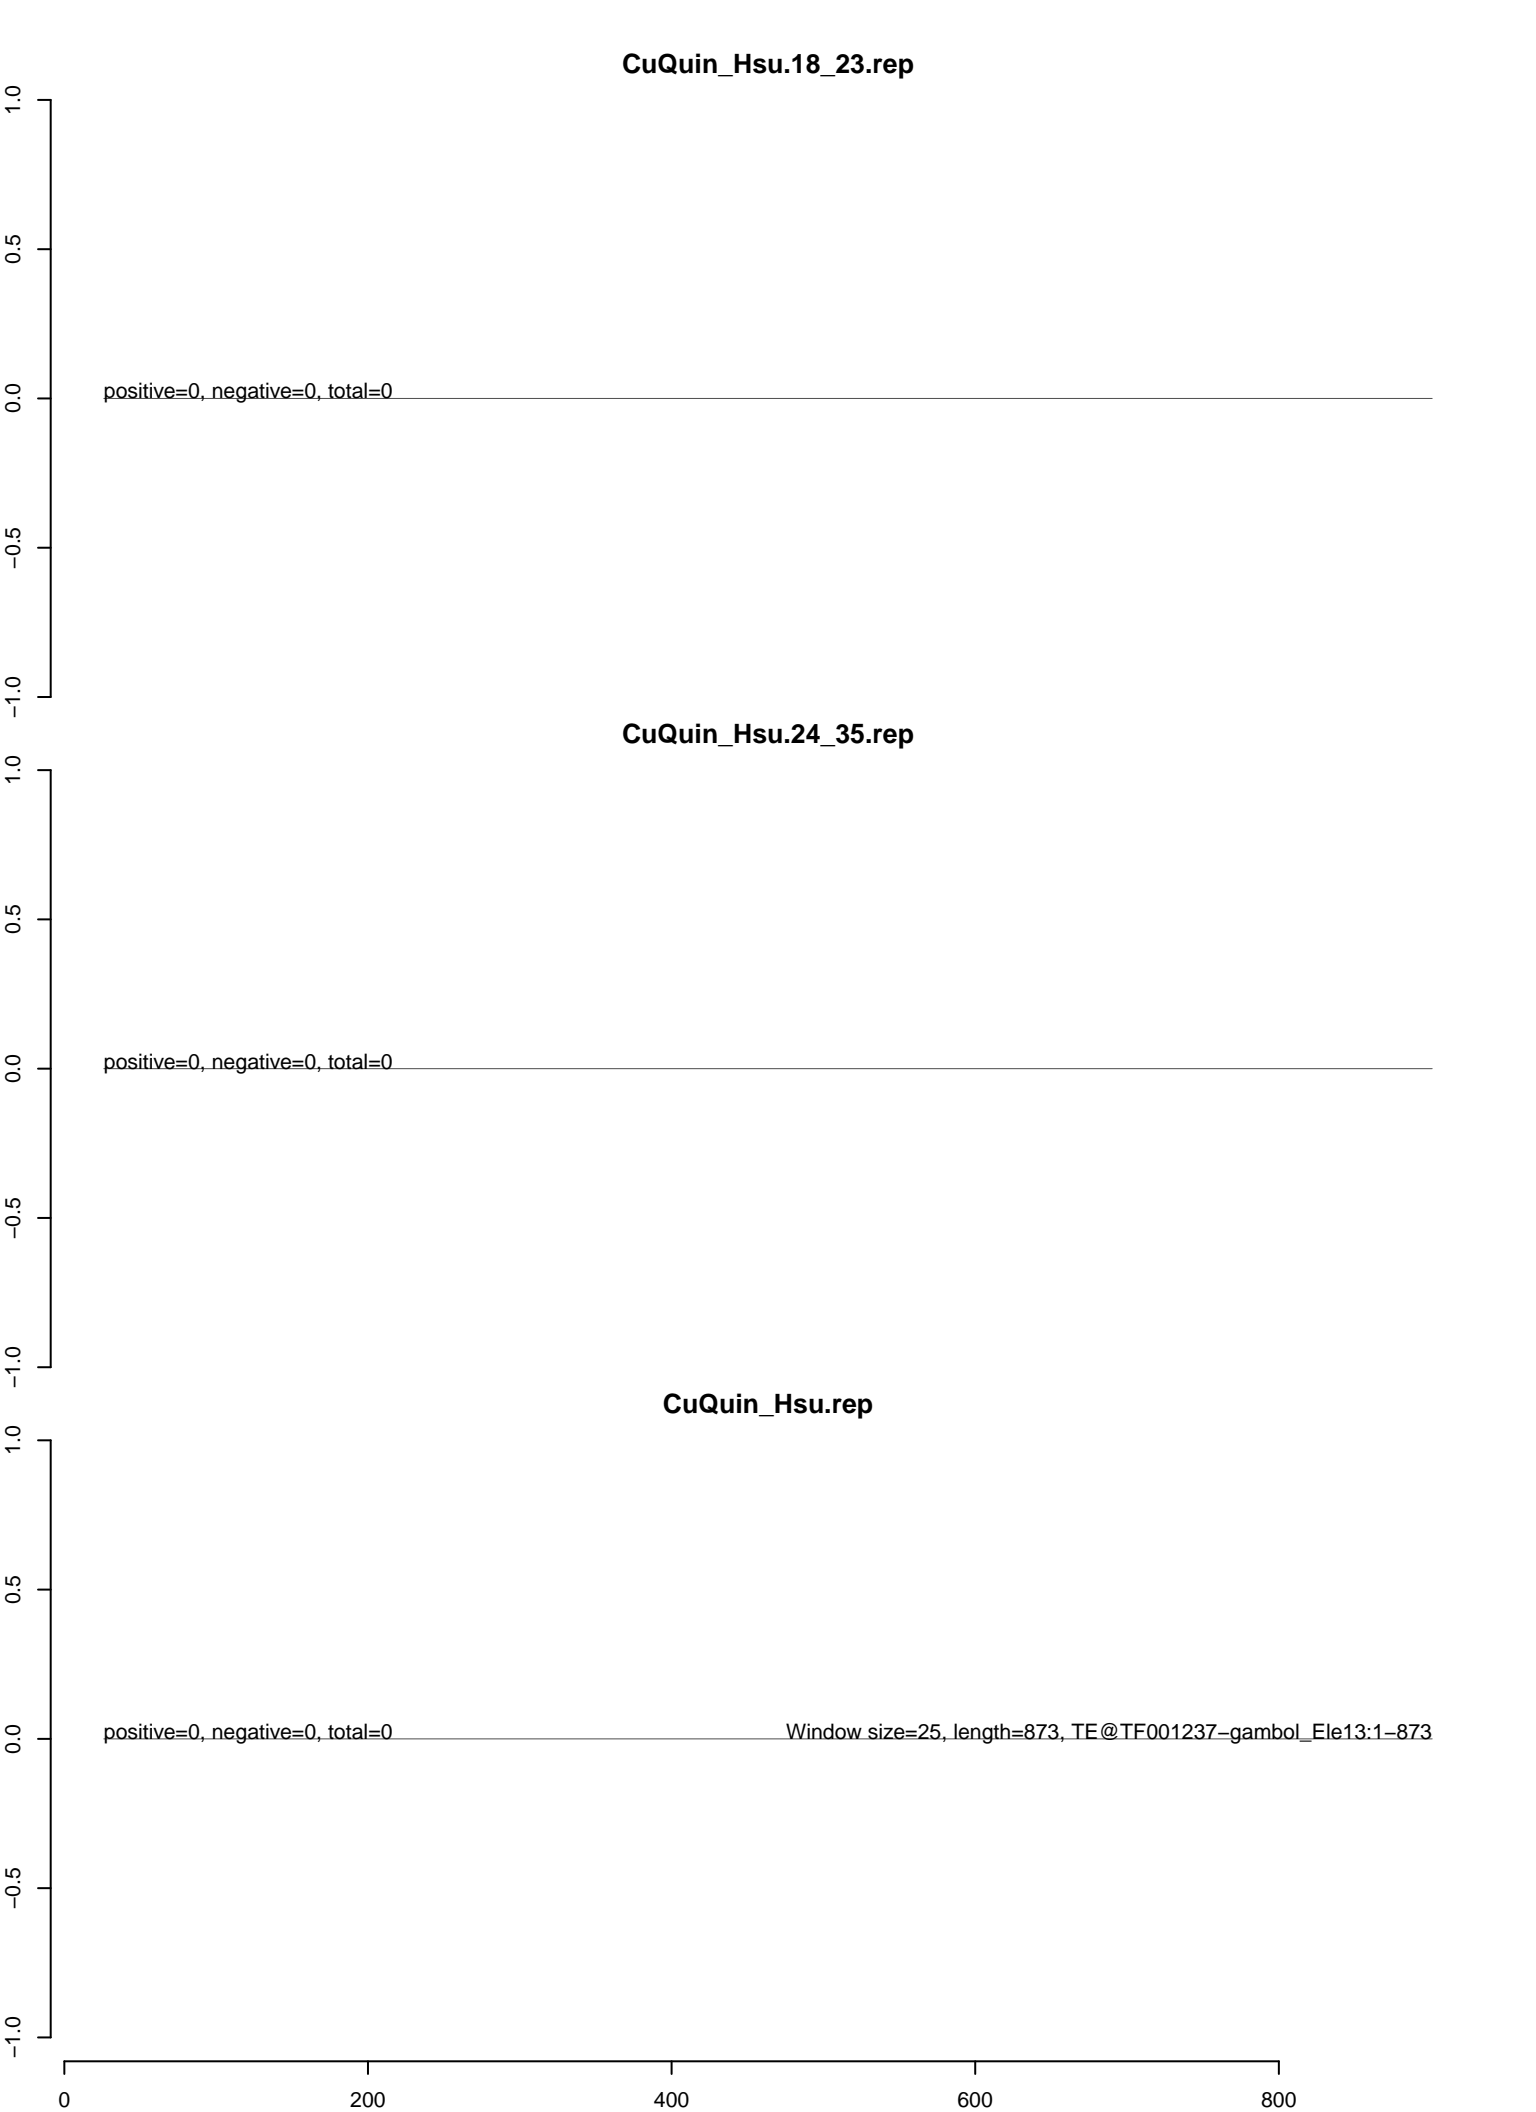 CuQuin_Hsu.18_23.rep
1.0
0.5
0.0
−0.5
−1.0
positive=0, negative=0, total=0
CuQuin_Hsu.24_35.rep
1.0
0.5
0.0
−0.5
−1.0
positive=0, negative=0, total=0
CuQuin_Hsu.rep
1.0
0.5
0.0
−0.5
−1.0
positive=0, negative=0, total=0
Window size=25, length=873, TE@TF001237−gambol_Ele13:1−873
0 200 400 600 800